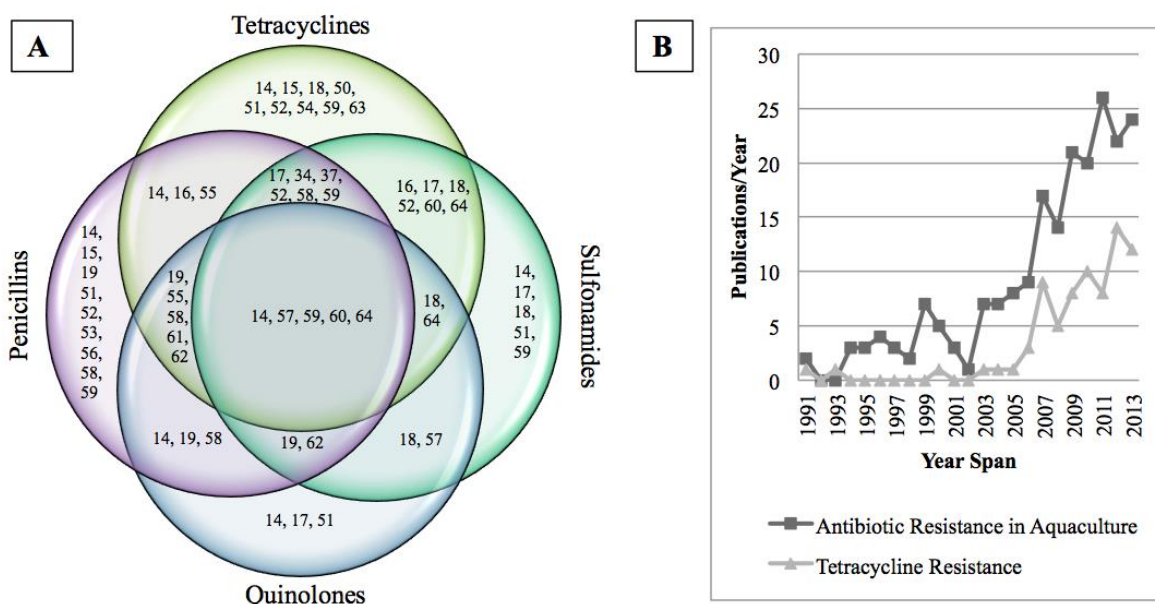 A
Tetracyclines
14, 15, 18, 50,
51, 52, 54, 59, 63
14, 16, 55
17, 34, 37,
52, 58, 59
16, 17, 18,
52, 60, 64
Penicillins
14,
15,
19
51,
52,
53,
56,
58,
59
19,
55,
58,
61,
62
14, 57, 59, 60, 64
18,
64
14,
17,
18,
51,
59
Sulfonamides
14, 19, 58
19, 62
18, 57
14, 17, 51
Quinolones
B
Publications/Year
30
25
20
15
10
5
0
1991
1993
1995
1997
1999
2001
2003
2005
2007
2009
2011
2013
Year Span
Antibiotic Resistance in Aquaculture
Tetracycline Resistance